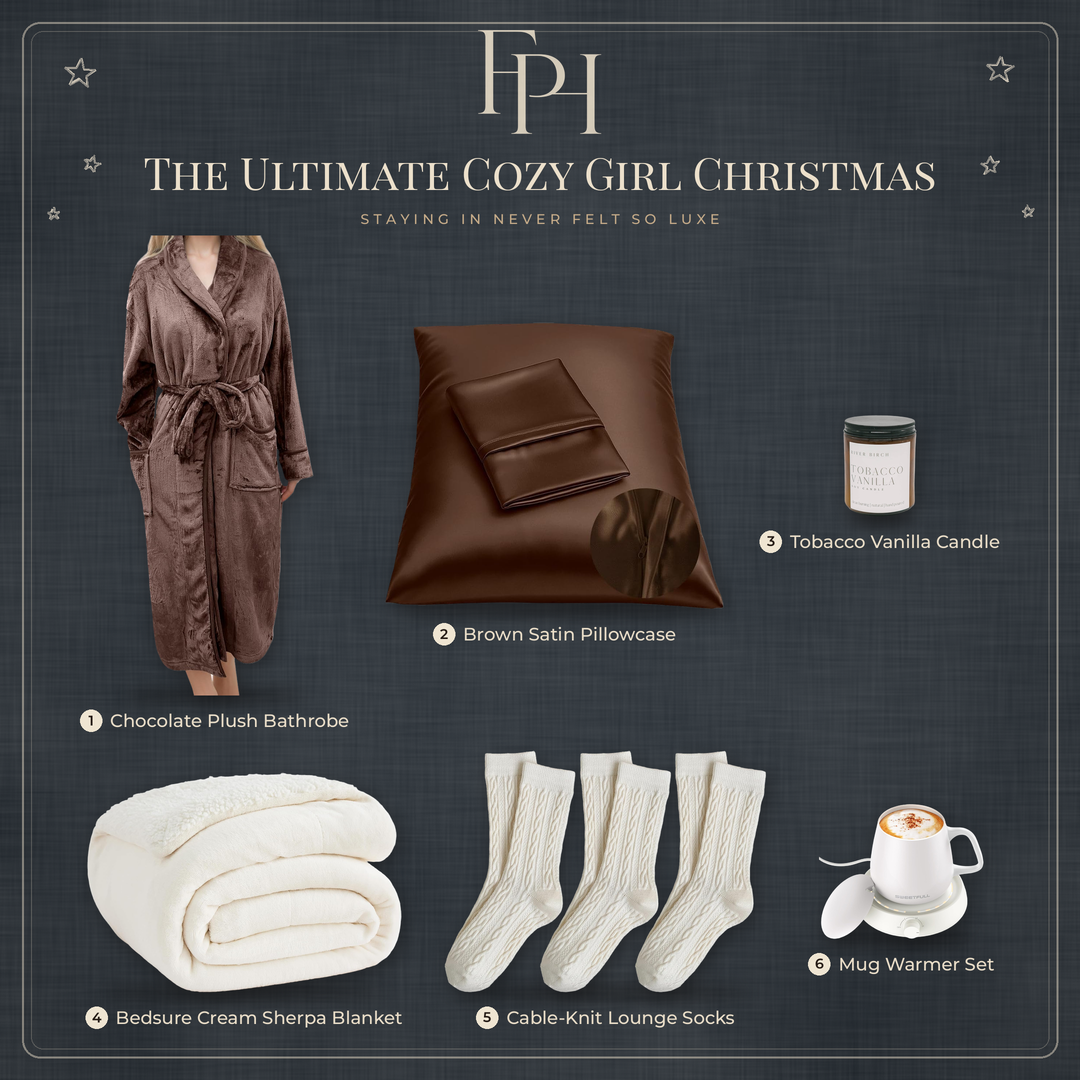 FPH
The Ultimate Cozy Girl Christmas
STAYING IN NEVER FELT SO LUXE
TOBACCO
VANILLA
3 Tobacco Vanilla Candle
2 Brown Satin Pillowcase
1 Chocolate Plush Bathrobe
SWEETFULL
6 Mug Warmer Set
4 Bedsure Cream Sherpa Blanket
5 Cable-Knit Lounge Socks